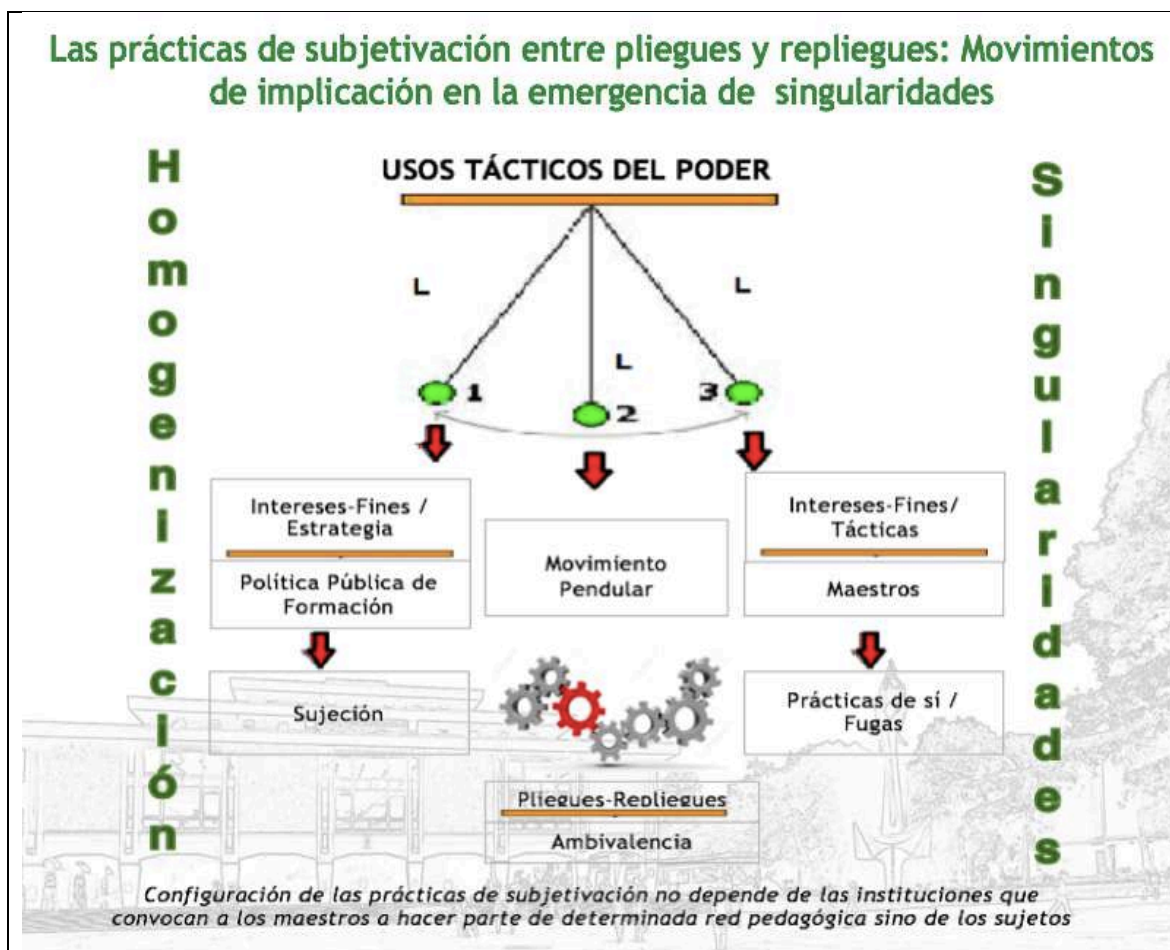 Las prácticas de subjetivación entre pliegues y repliegues: Movimientos
de implicación en la emergencia de singularidades
Homogenización
USOS TÁCTICOS DEL PODER
Singularidades
L
L
L
1
2
3
Intereses-Fines /
Estrategia
Política Pública de
Formación
Sujeción
Movimiento
Pendular
Intereses-Fines/
Tácticas
Maestros
Prácticas de sí /
Fugas
Pliegues-Repliegues
Ambivalencia
Configuración de las prácticas de subjetivación no depende de las instituciones que
convocan a los maestros a hacer parte de determinada red pedagógica sino de los sujetos